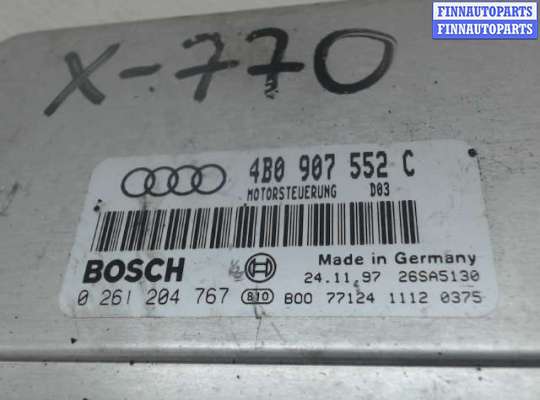 FINNAUTOPARTS
FINNAUTOPARTS
X-770
4B0 907 552 C
MOTORSTEUERUNG D03
BOSCH
Made in Germany
24.11.97 26SA5130
0 261 204 767 810 800 77124 1112 0375